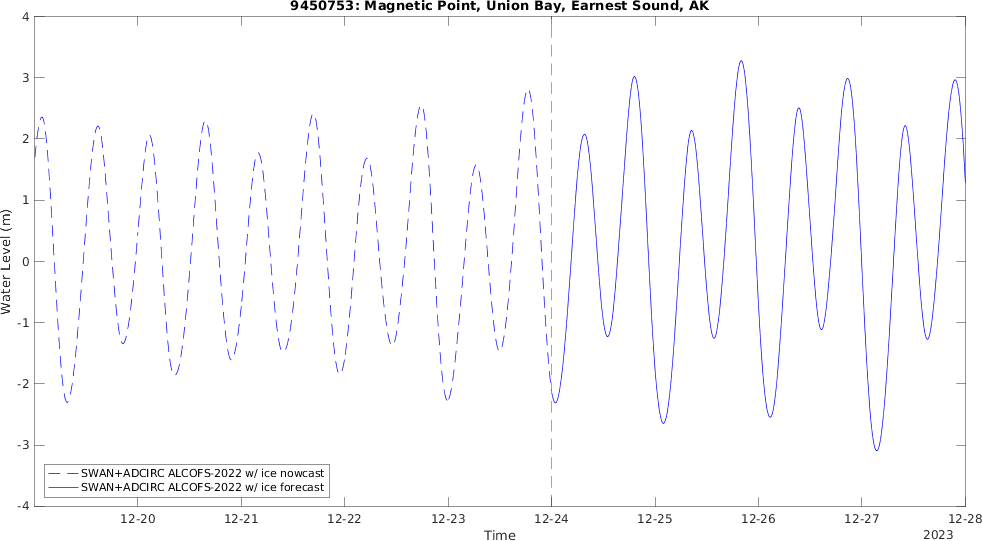 9450753: Magnetic Point, Union Bay, Earnest Sound, AK
4
3
2
1
0
-1
-2
-3
-4
Water Level (m)
SWAN+ADCIRC ALCOFS-2022 w/ ice nowcast
SWAN+ADCIRC ALCOFS-2022 w/ ice forecast
12-20 12-21 12-22 12-23 12-24 12-25 12-26 12-27 12-28
Time
2023